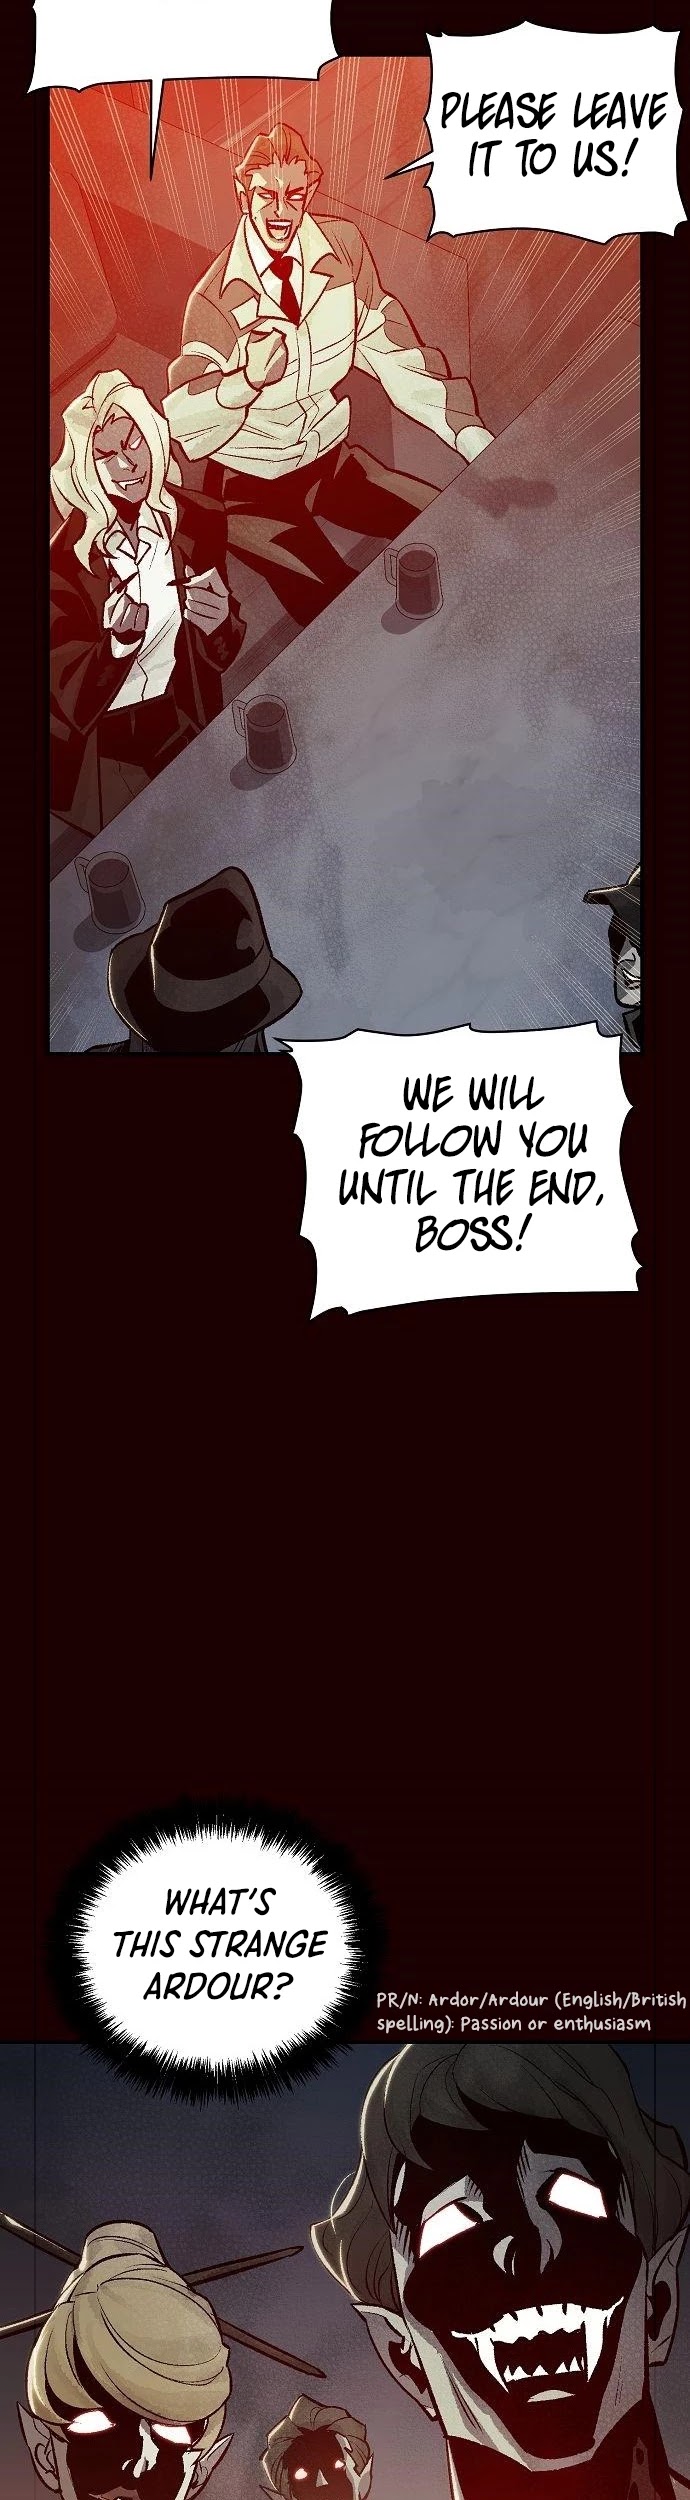 PLEASE LEAVE
IT TO US!
WE WILL
FOLLOW YOU
UNTIL THE END,
BOSS!
WHAT'S
THIS STRANGE
ARDOUR?
PR/N: Ardor/Ardour (English/British
spelling): Passion or enthusiasm